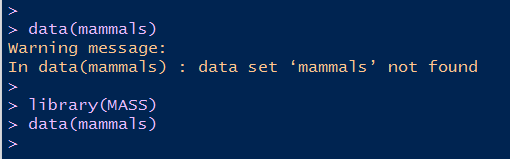 >
> data(mammals)
Warning message:
In data(mammals) : data set ‘mammals’ not found
>
> library(MASS)
> data(mammals)
>